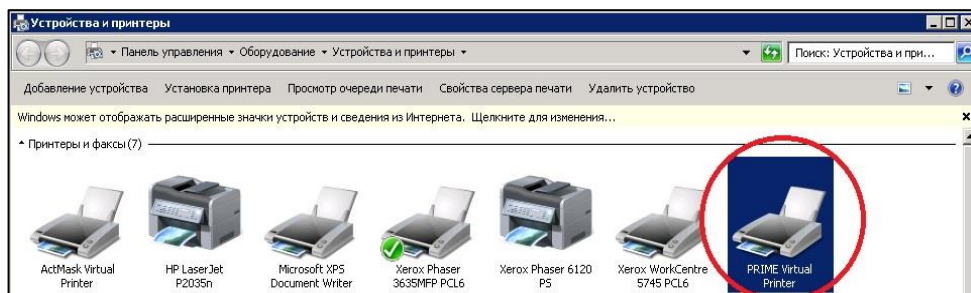 Устройства и принтеры
Панель управления ▾ Оборудование ▾ Устройства и принтеры ▾
Поиск: Устройства и при...
Добавление устройства Установка принтера Просмотр очереди печати Свойства сервера печати Удалить устройство
Windows может отображать расширенные значки устройств и сведения из Интернета. Щелкните для изменения...
Принтеры и факсы (7)
ActMask Virtual Printer
HP LaserJet P2035n
Microsoft XPS Document Writer
Xerox Phaser 3635MFP PCL6
Xerox Phaser 6120 PS
Xerox WorkCentre 5745 PCL6
PRIME Virtual Printer